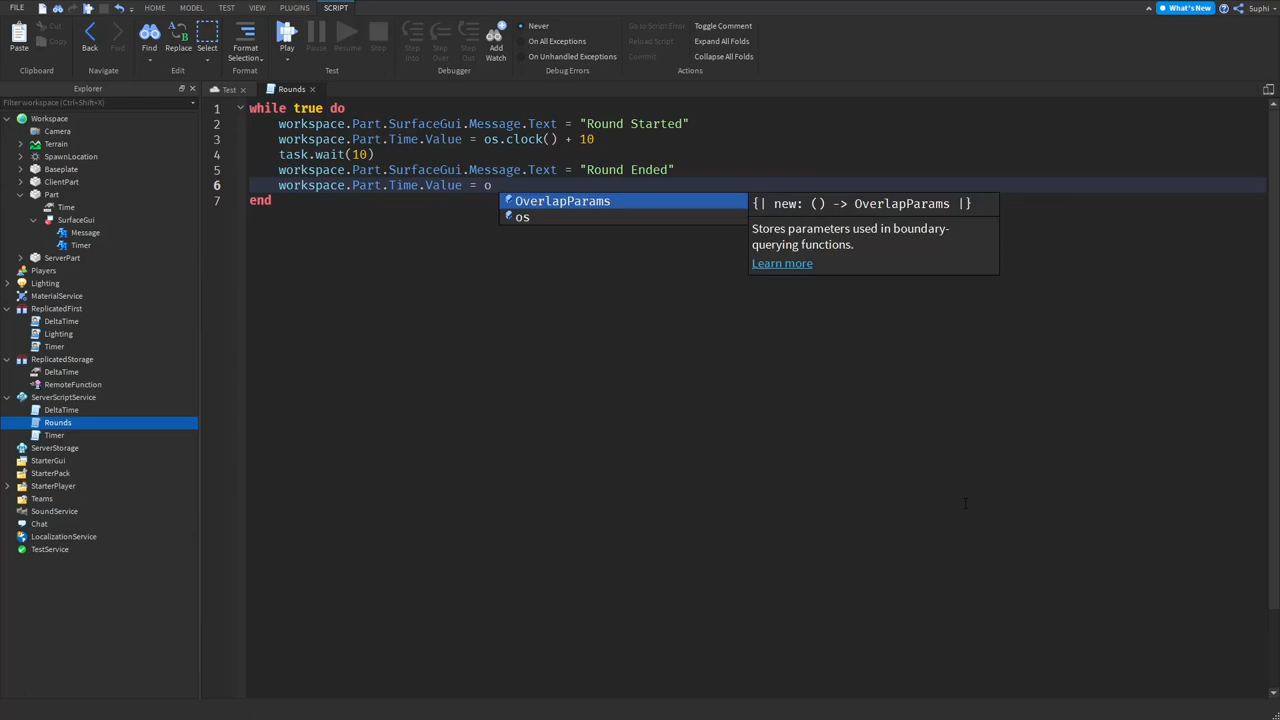 FILE HOME MODEL TEST VIEW PLUGINS SCRIPT What's New Suphi
Paste Cut Copy Back Find Find Replace Select Format Selection Play Pause Resume Stop Step Into Step Over Step Out Add Watch Never On All Exceptions On Unhandled Exceptions Go to Script Error Reload Script Commit Toggle Comment Expand All Folds Collapse All Folds
Clipboard Navigate Edit Format Test Debugger Debug Errors Actions
Explorer
Filter workspace (Ctrl+Shift+X)
Workspace
Camera
Terrain
SpawnLocation
Baseplate
ClientPart
Part
Time
SurfaceGui
Message
Timer
ServerPart
Players
Lighting
MaterialService
ReplicatedFirst
DeltaTime
Lighting
Timer
ReplicatedStorage
DeltaTime
RemoteFunction
ServerScriptService
DeltaTime
Rounds
Timer
ServerStorage
StarterGui
StarterPack
StarterPlayer
Teams
SoundService
Chat
LocalizationService
TestService
Test × Rounds ×
1 while true do
2 workspace.Part.SurfaceGui.Message.Text = "Round Started"
3 workspace.Part.Time.Value = os.clock() + 10
4 task.wait(10)
5 workspace.Part.SurfaceGui.Message.Text = "Round Ended"
6 workspace.Part.Time.Value = o
7 end
OverlapParams
os
{| new: () -> OverlapParams |}
Stores parameters used in boundary-
querying functions.
Learn more